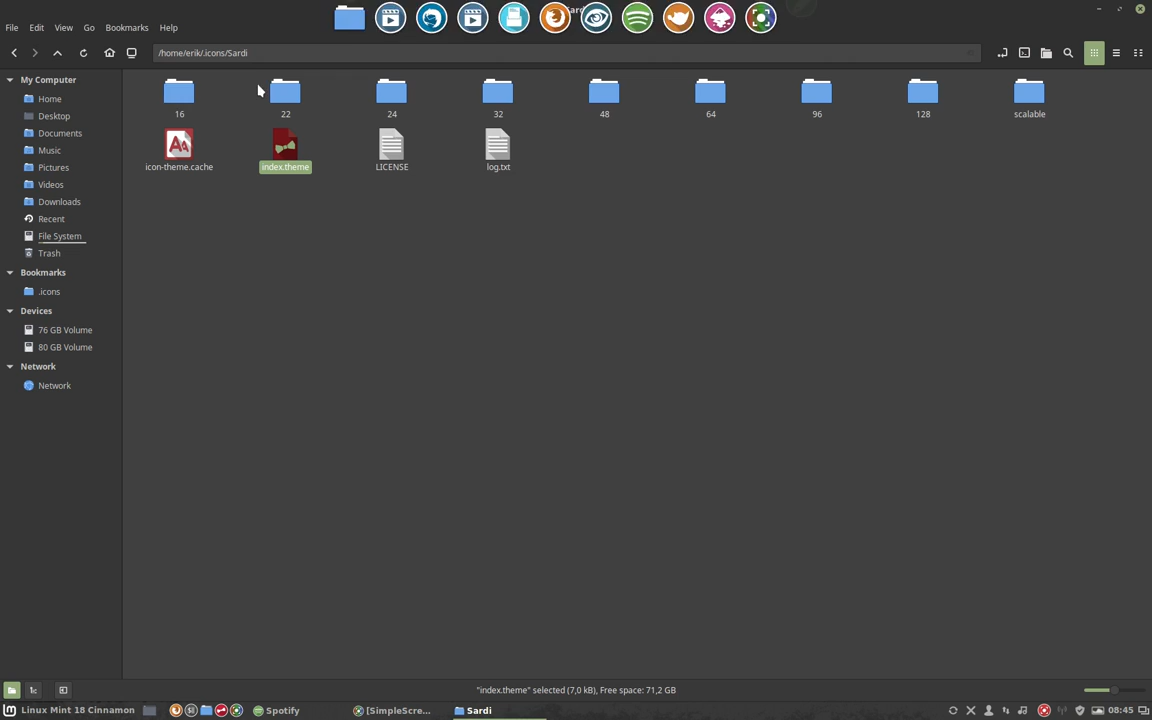 Sardi
File Edit View Go Bookmarks Help
/home/erik/.icons/Sardi
My Computer
Home
Desktop
Documents
Music
Pictures
Videos
Downloads
Recent
File System
Trash
Bookmarks
.icons
Devices
76 GB Volume
80 GB Volume
Network
Network
16 22 24 32 48 64 96 128 scalable
icon-theme.cache index.theme LICENSE log.txt
"index.theme" selected (7,0 kB), Free space: 71,2 GB
Linux Mint 18 Cinnamon Spotify [SimpleScre... Sardi 08:45